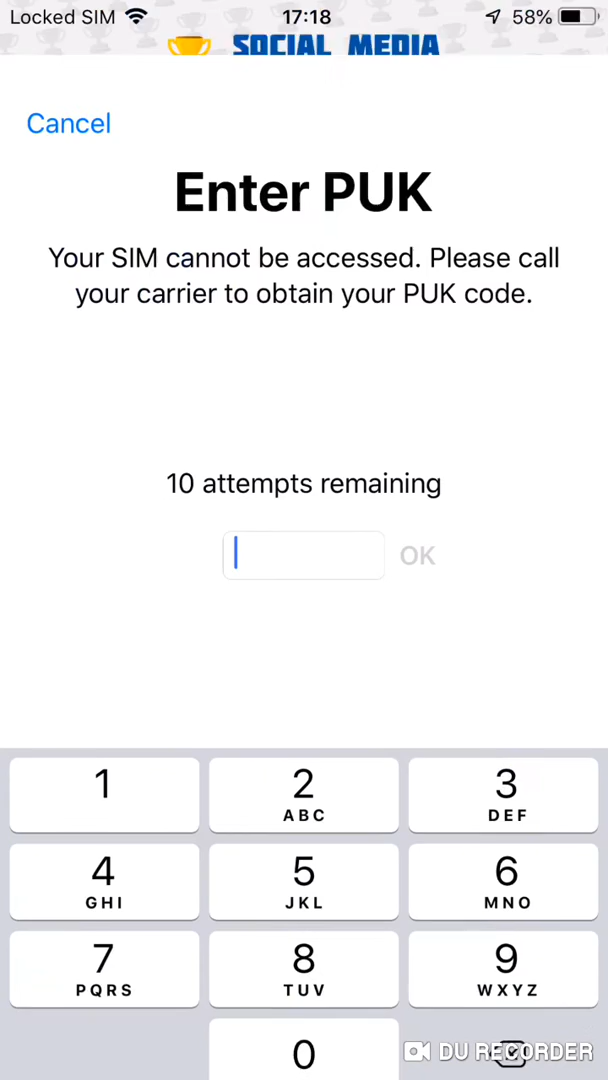 Locked SIM 17:18 58%
SOCIAL MEDIA
Cancel
Enter PUK
Your SIM cannot be accessed. Please call
your carrier to obtain your PUK code.
10 attempts remaining
OK
1 2 3
ABC DEF
4 5 6
GHI JKL MNO
7 8 9
PQRS TUV WXYZ
0
DU RECORDER